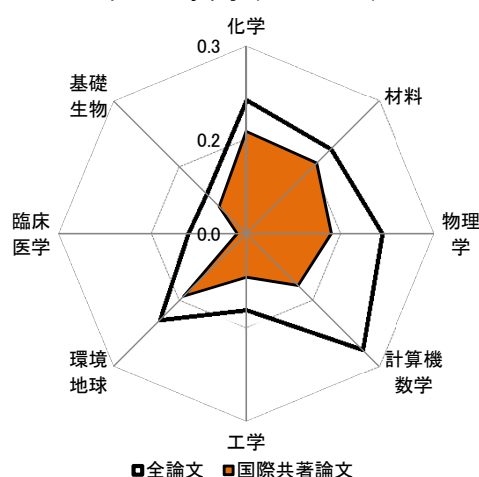 化学
0.3
基礎
生物
材料
0.2
臨床
医学
0.0
物理
学
環境
地球
計算機
数学
工学
全論文 国際共著論文